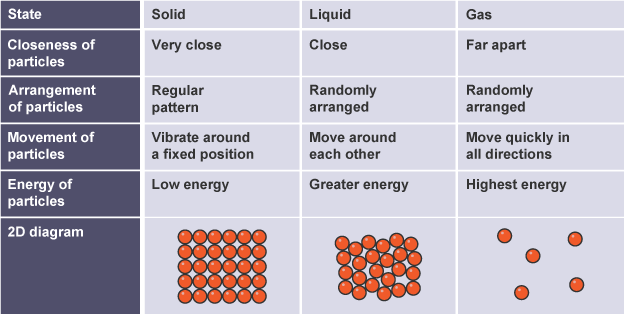 State Solid Liquid Gas
Closeness of Very close Close Far apart
particles
Arrangement Regular Randomly Randomly
of particles pattern arranged arranged
Movement of Vibrate around Move around Move quickly in
particles a fixed position each other all directions
Energy of Low energy Greater energy Highest energy
particles
2D diagram